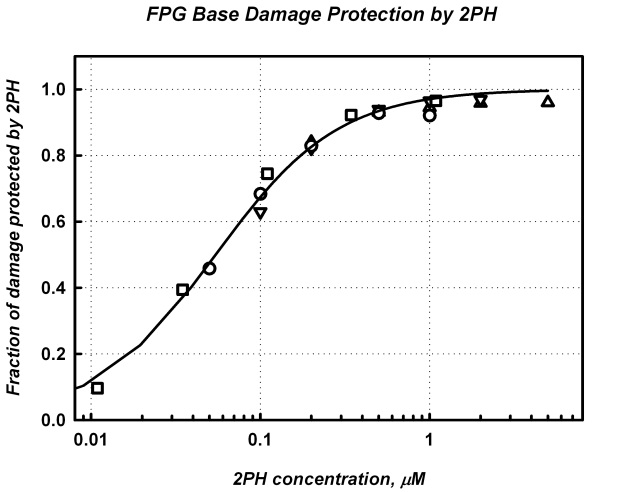 FPG Base Damage Protection by 2PH
Fraction of damage protected by 2PH
1.0
0.8
0.6
0.4
0.2
0.0
0.01 0.1 1
2PH concentration, μM